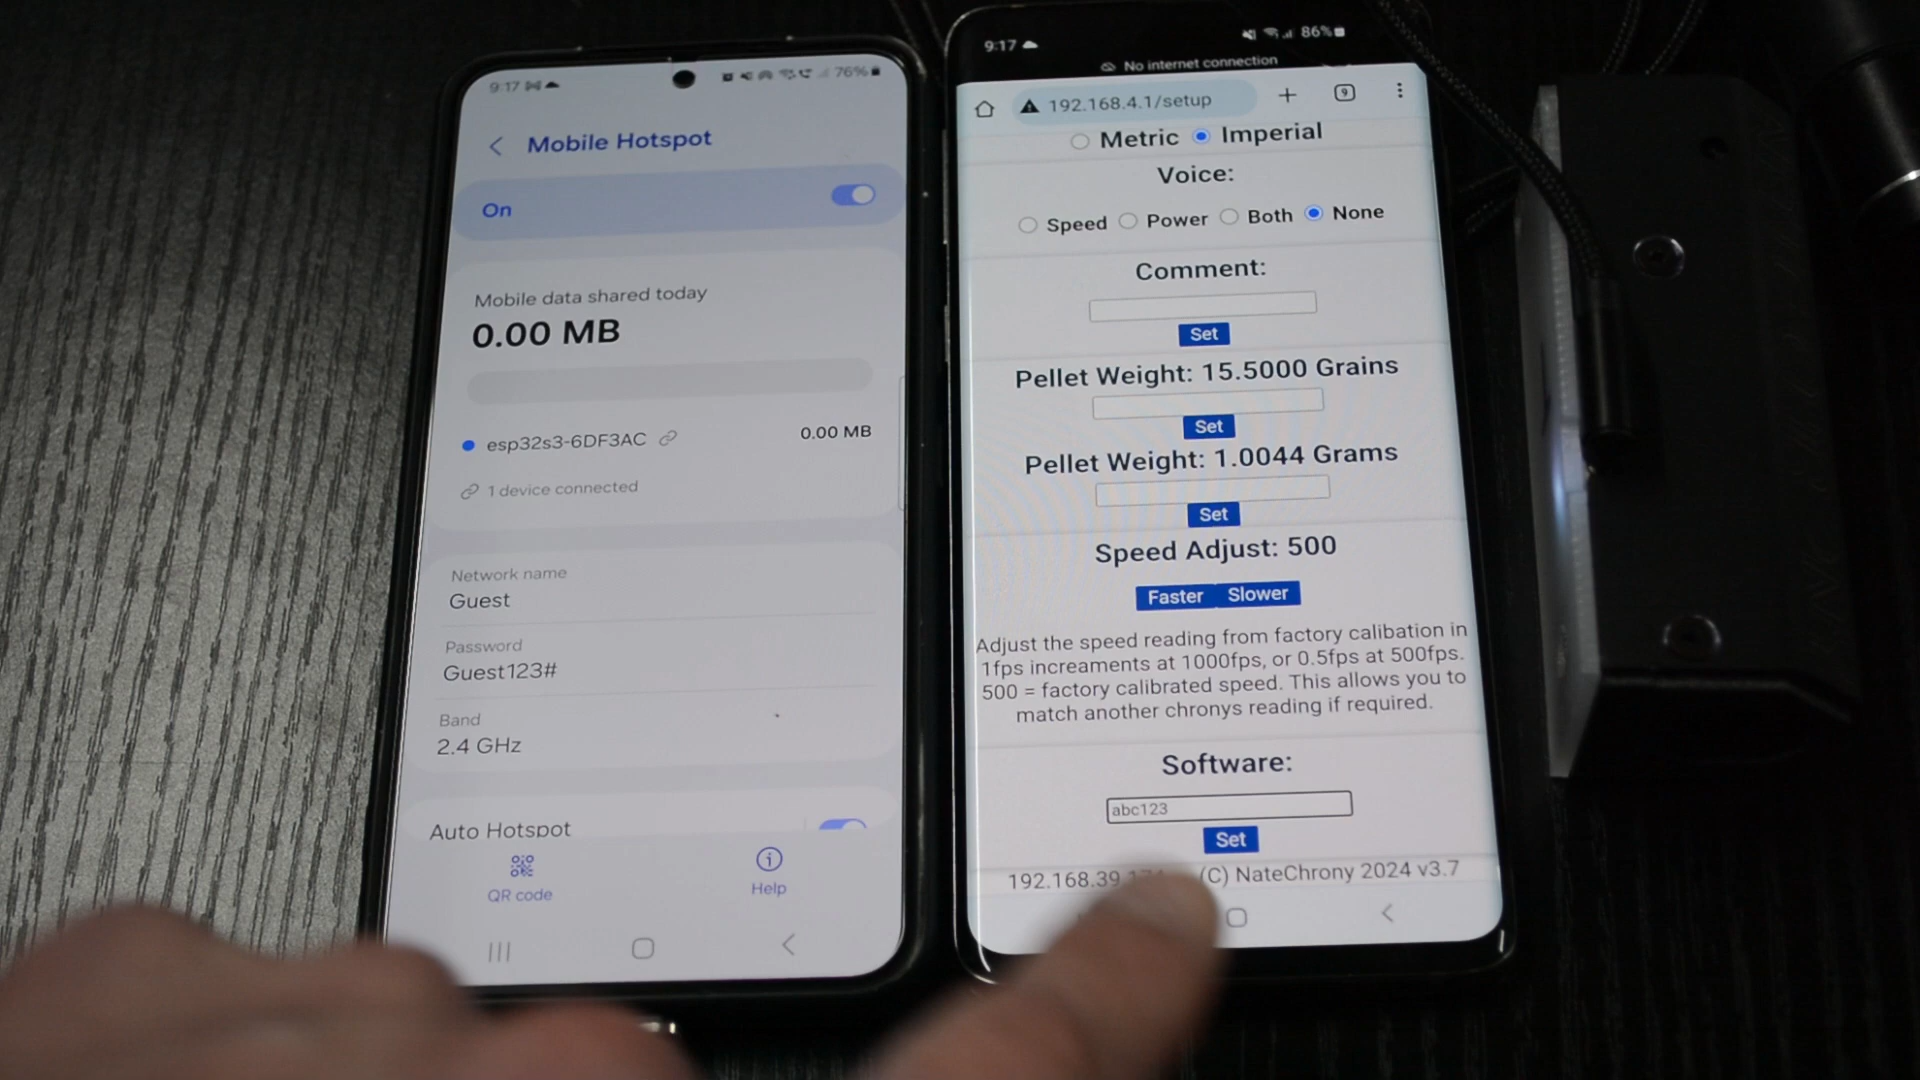 9:17
76%
Mobile Hotspot
On
Mobile data shared today
0.00 MB
esp32s3-6DF3AC
0.00 MB
1 device connected
Network name
Guest
Password
Guest123#
Band
2.4 GHz
Auto Hotspot
QR code
Help
9:17
86%
No internet connection
192.168.4.1/setup
9
Metric Imperial
Voice:
Speed Power Both None
Comment:
Set
Pellet Weight: 15.5000 Grains
Set
Pellet Weight: 1.0044 Grams
Set
Speed Adjust: 500
Faster Slower
Adjust the speed reading from factory calibation in
1fps increaments at 1000fps, or 0.5fps at 500fps.
500 = factory calibrated speed. This allows you to
match another chronys reading if required.
Software:
abc123
Set
192.168.39 (C) NateChrony 2024 v3.7